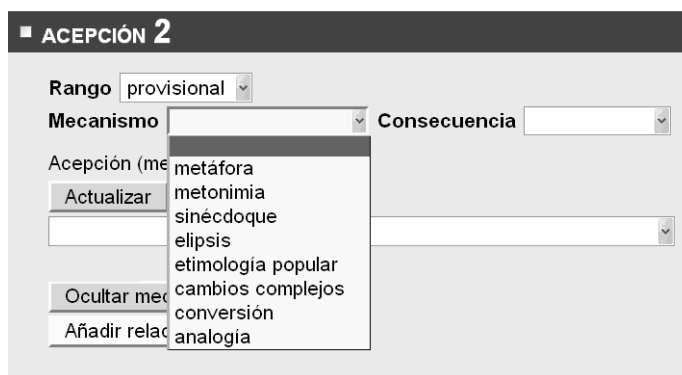 ACEPCIÓN 2
Rango provisional
Mecanismo Consecuencia
Acepción (me
metáfora
Actualizar metonimia
sinécdoque
elipsis
etimología popular
Ocultar mec cambios complejos
conversión
Añadir relac analogía